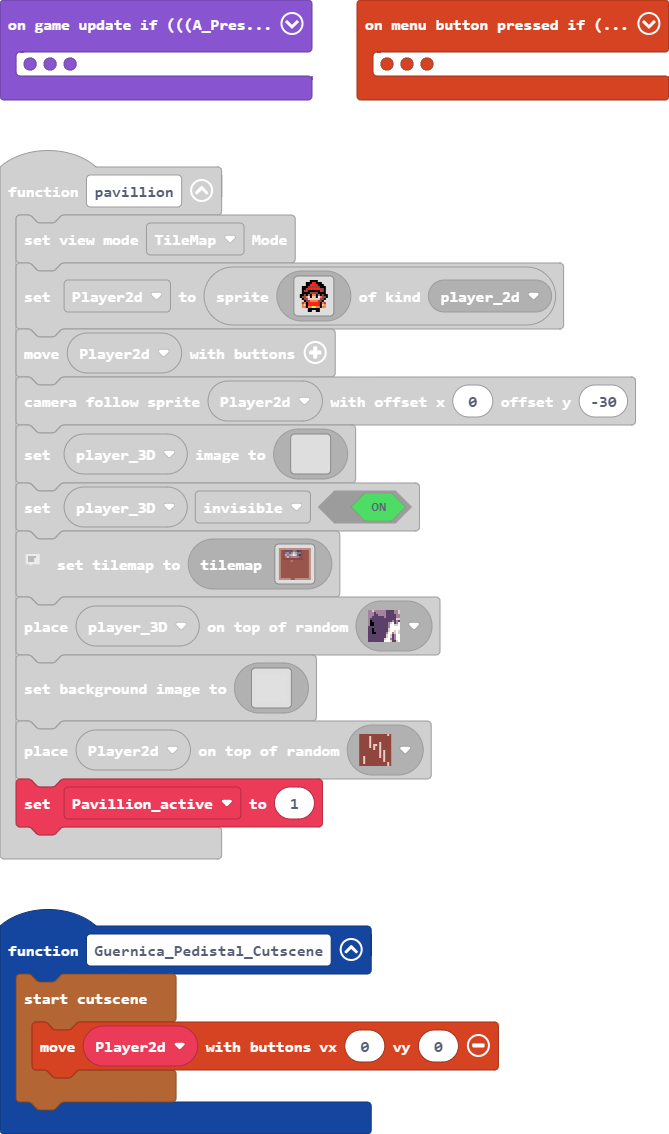 on game update if (((A_Pres...
on menu button pressed if (...
function pavillion
set view mode TileMap Mode
set Player2d to sprite of kind player_2d
move Player2d with buttons
camera follow sprite Player2d with offset x 0 offset y -30
set player_3D image to
set player_3D invisible ON
set tilemap to tilemap
place player_3D on top of random
set background image to
place Player2d on top of random
set Pavillion_active to 1
function Guernica_Pedistal_Cutscene
start cutscene
move Player2d with buttons vx 0 vy 0